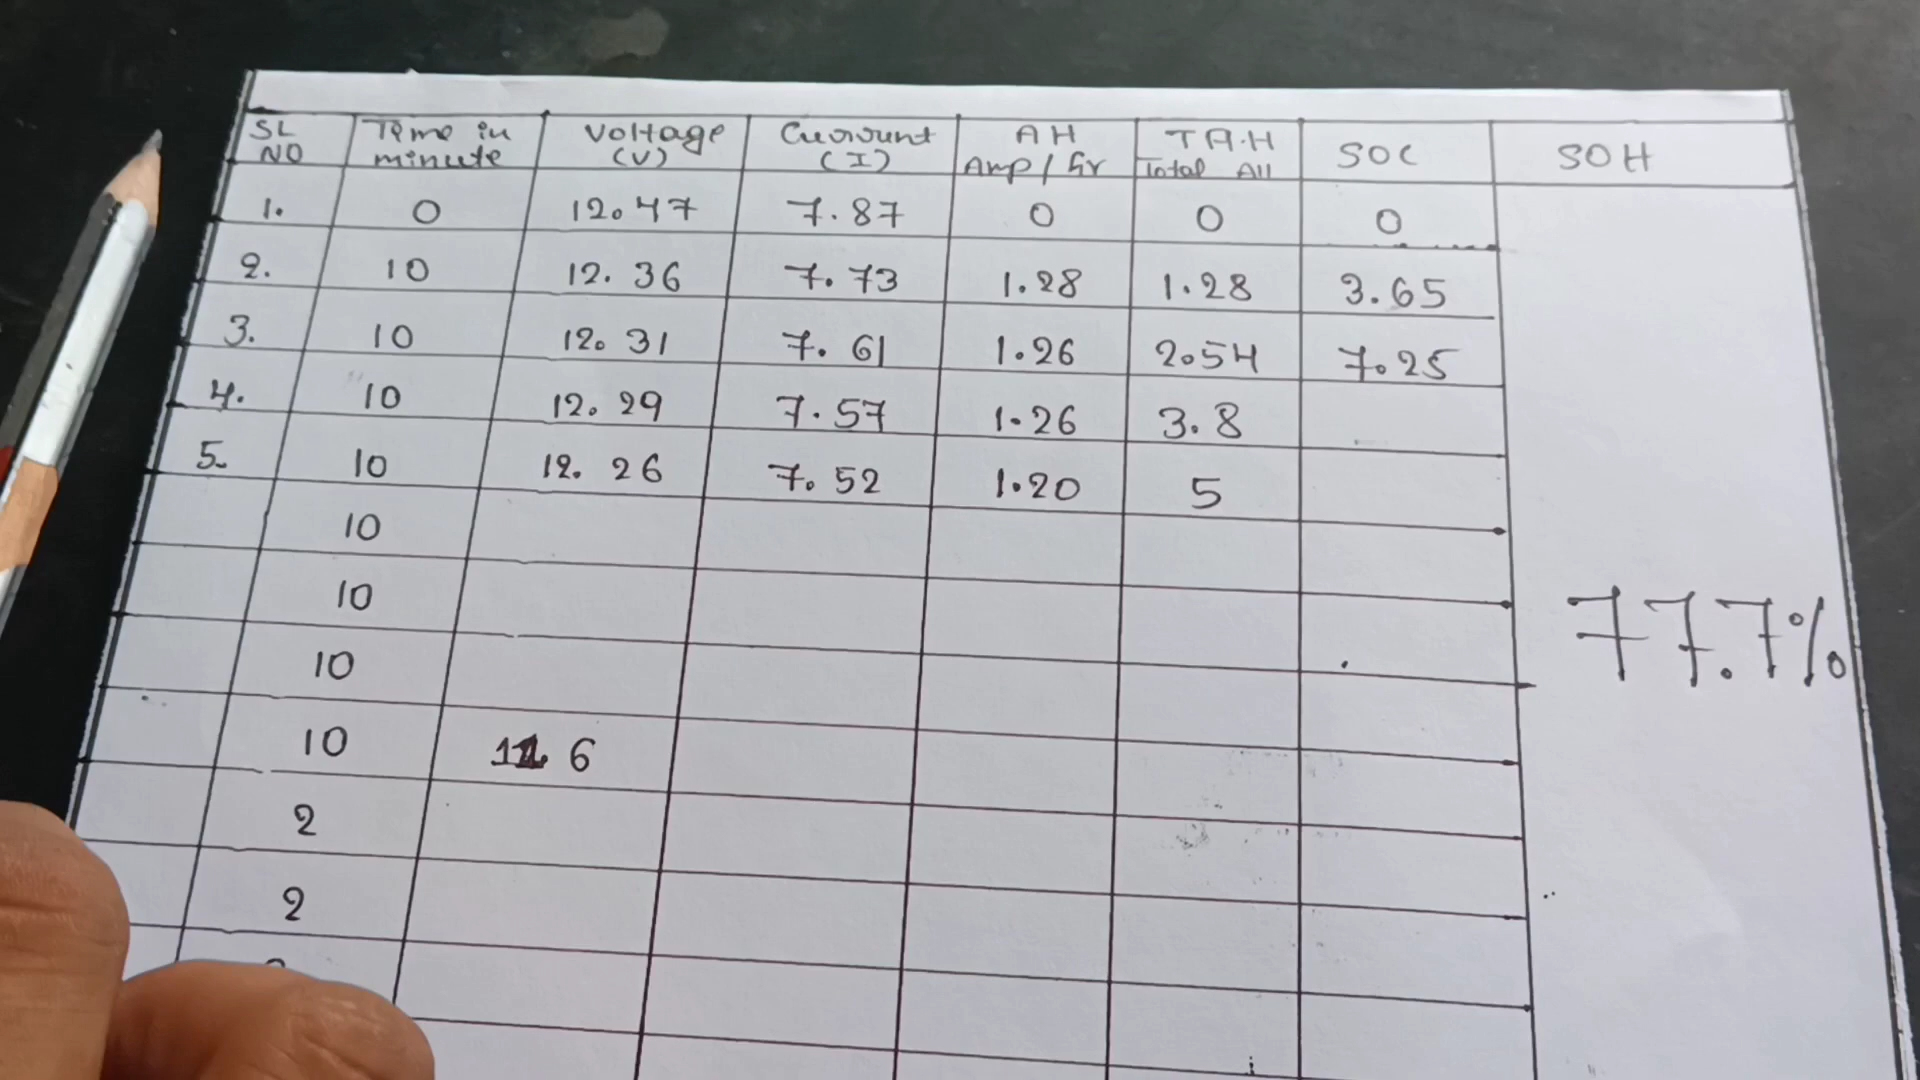 SL NO Time in minute Voltage (V) Current (I) AH Amp/hr T A.H Total AH SOC SOH
1. 0 12.47 7.87 0 0 0
2. 10 12.36 7.73 1.28 1.28 3.65
3. 10 12.31 7.61 1.26 2.54 7.25
4. 10 12.29 7.57 1.26 3.8
5. 10 12.26 7.52 1.20 5
10
10
77.7%
10
10 6
2
2